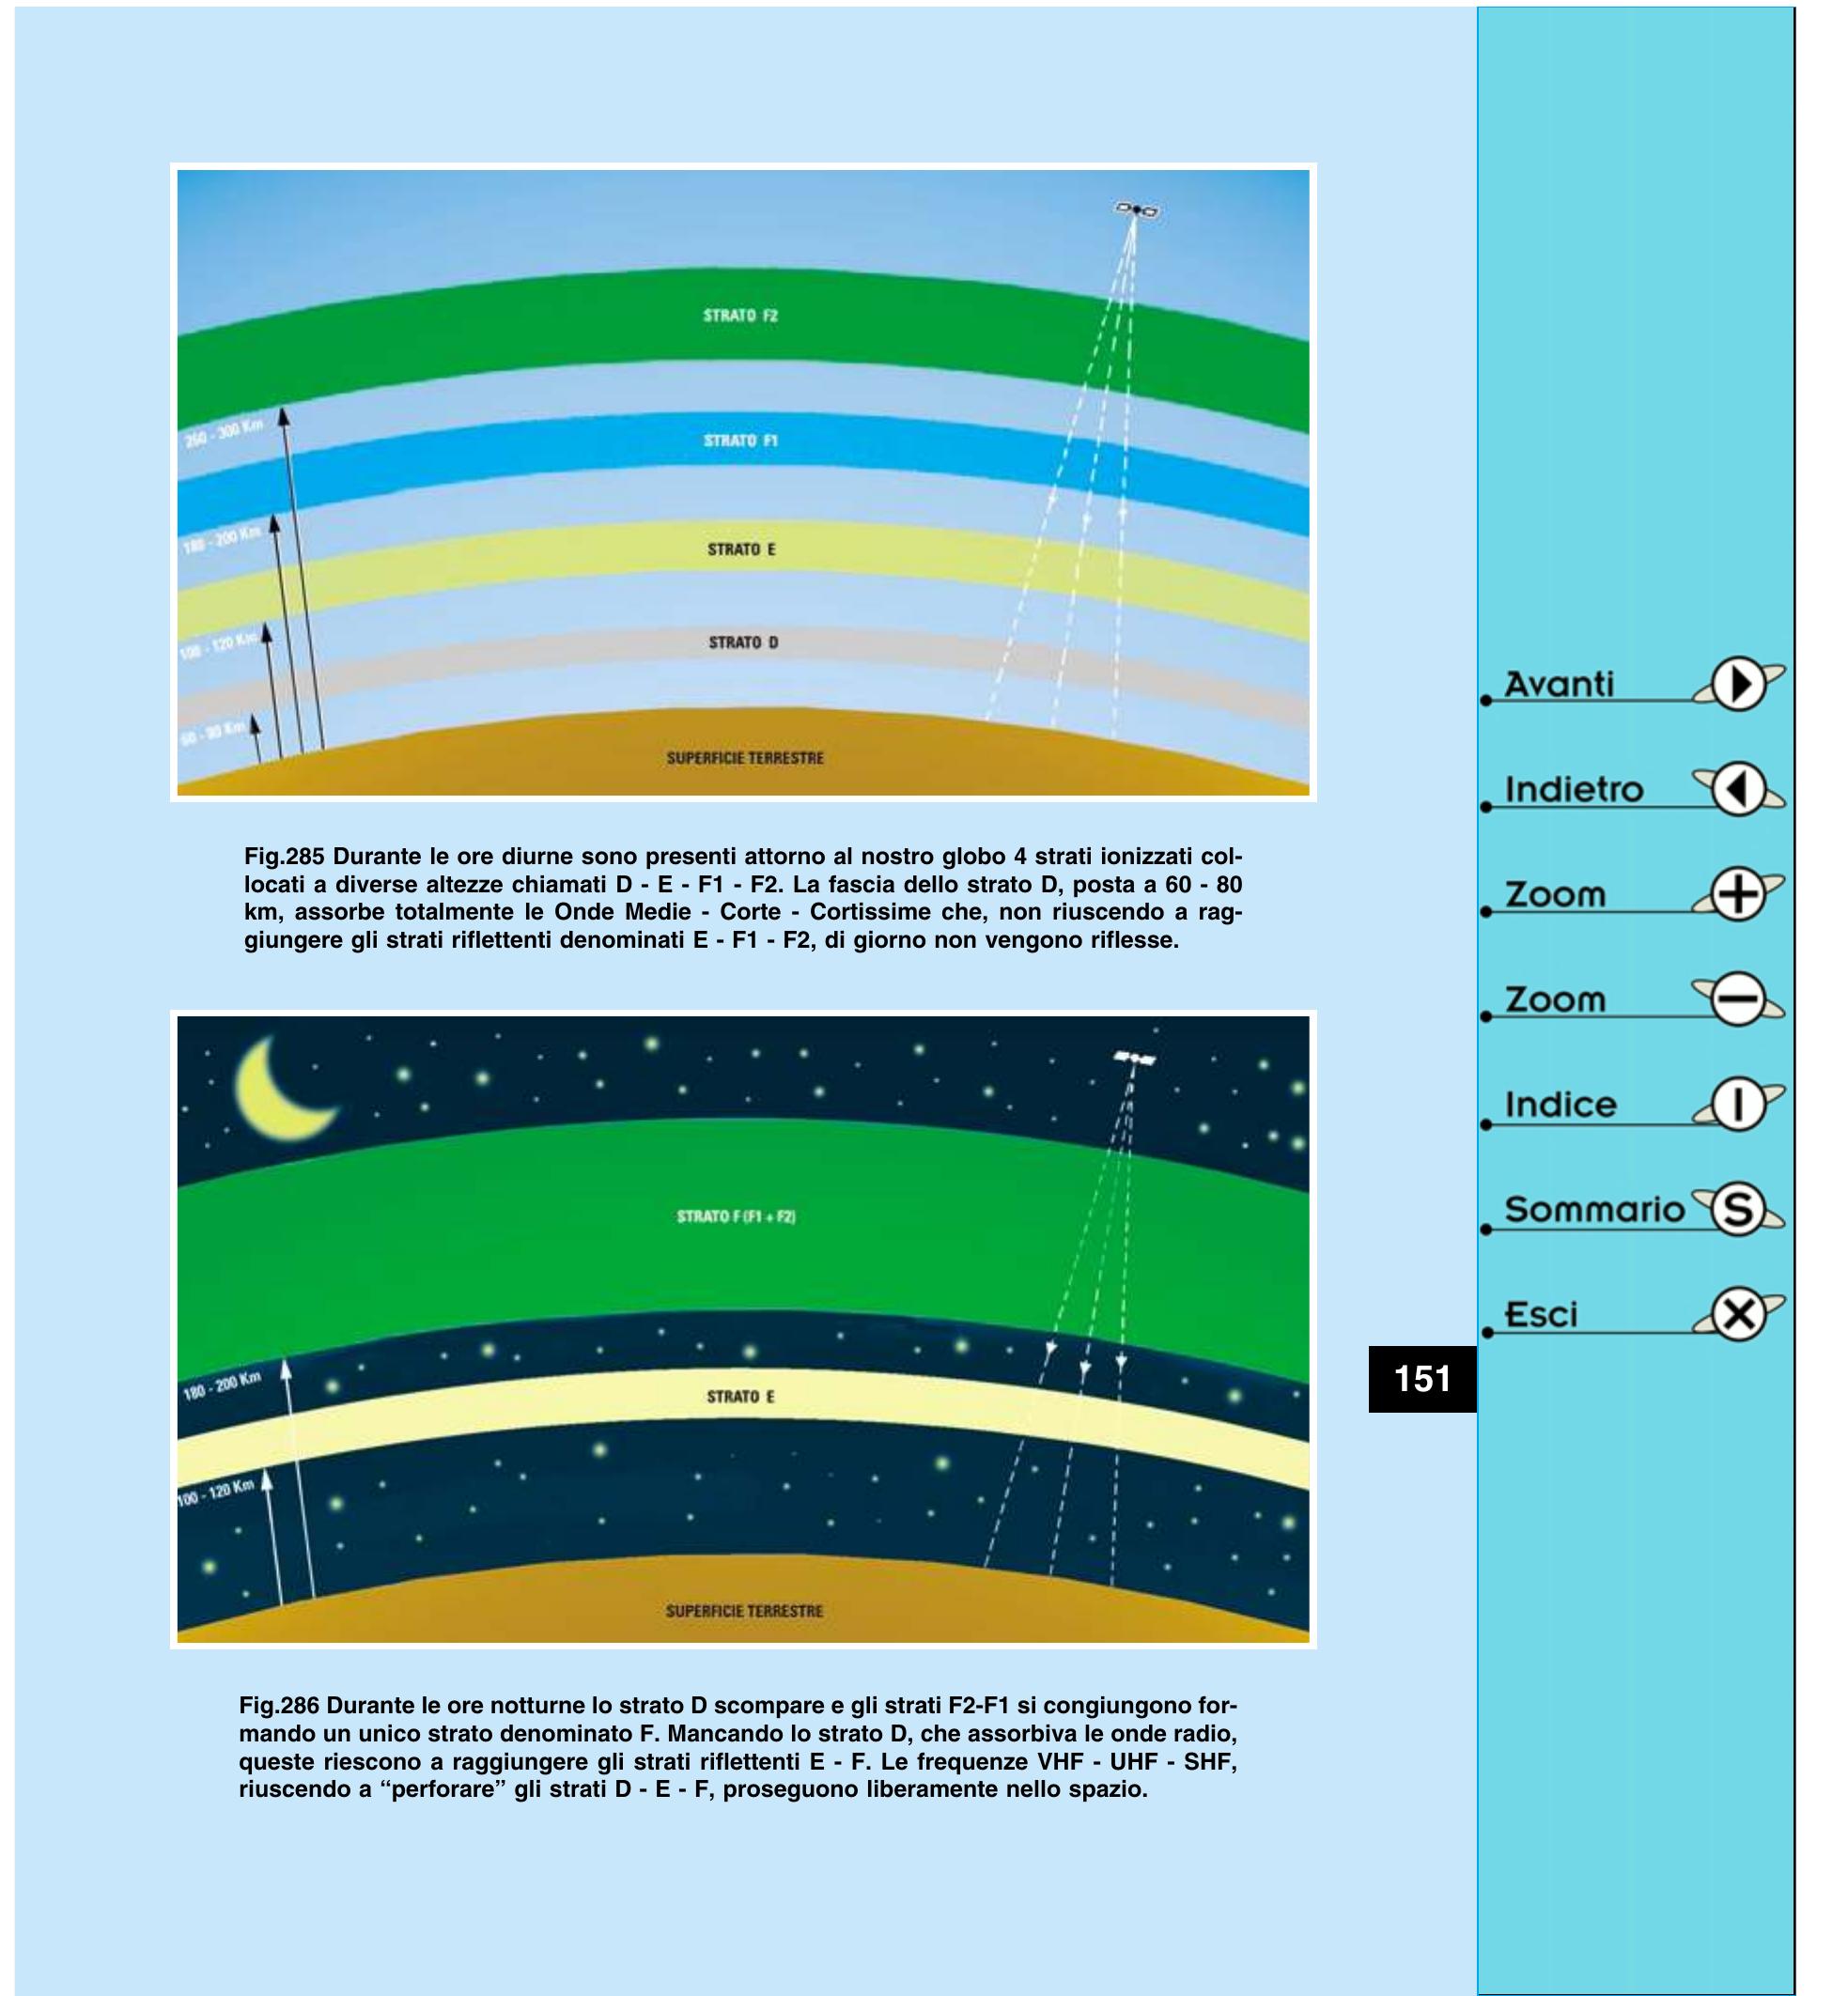 STRATO F2
250 - 300 Km
STRATO F1
180 - 200 Km
STRATO E
100 - 120 Km
STRATO D
60 - 80 Km
SUPERFICIE TERRESTRE
Fig.285 Durante le ore diurne sono presenti attorno al nostro globo 4 strati ionizzati col-
locati a diverse altezze chiamati D - E - F1 - F2. La fascia dello strato D, posta a 60 - 80
km, assorbe totalmente le Onde Medie - Corte - Cortissime che, non riuscendo a rag-
giungere gli strati riflettenti denominati E - F1 - F2, di giorno non vengono riflesse.
STRATO F (F1 + F2)
180 - 200 Km
STRATO E
100 - 120 Km
SUPERFICIE TERRESTRE
Fig.286 Durante le ore notturne lo strato D scompare e gli strati F2-F1 si congiungono for-
mando un unico strato denominato F. Mancando lo strato D, che assorbiva le onde radio,
queste riescono a raggiungere gli strati riflettenti E - F. Le frequenze VHF - UHF - SHF,
riuscendo a “perforare” gli strati D - E - F, proseguono liberamente nello spazio.
Avanti
Indietro
Zoom +
Zoom −
Indice I
Sommario S
Esci X
151